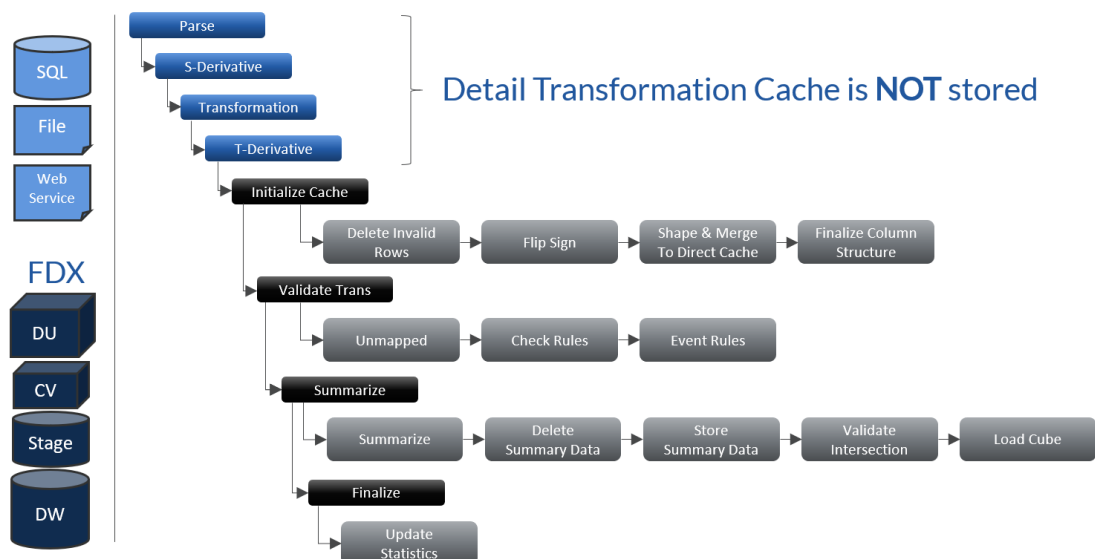 SQL
File
Web
Service
FDX
DU
CV
Stage
DW
Parse
S-Derivative
Transformation
T-Derivative
Detail Transformation Cache is NOT stored
Initialize Cache
Delete Invalid
Rows
Flip Sign
Shape & Merge
To Direct Cache
Finalize Column
Structure
Validate Trans
Unmapped
Check Rules
Event Rules
Summarize
Summarize
Delete
Summary Data
Store
Summary Data
Validate
Intersection
Load Cube
Finalize
Update
Statistics